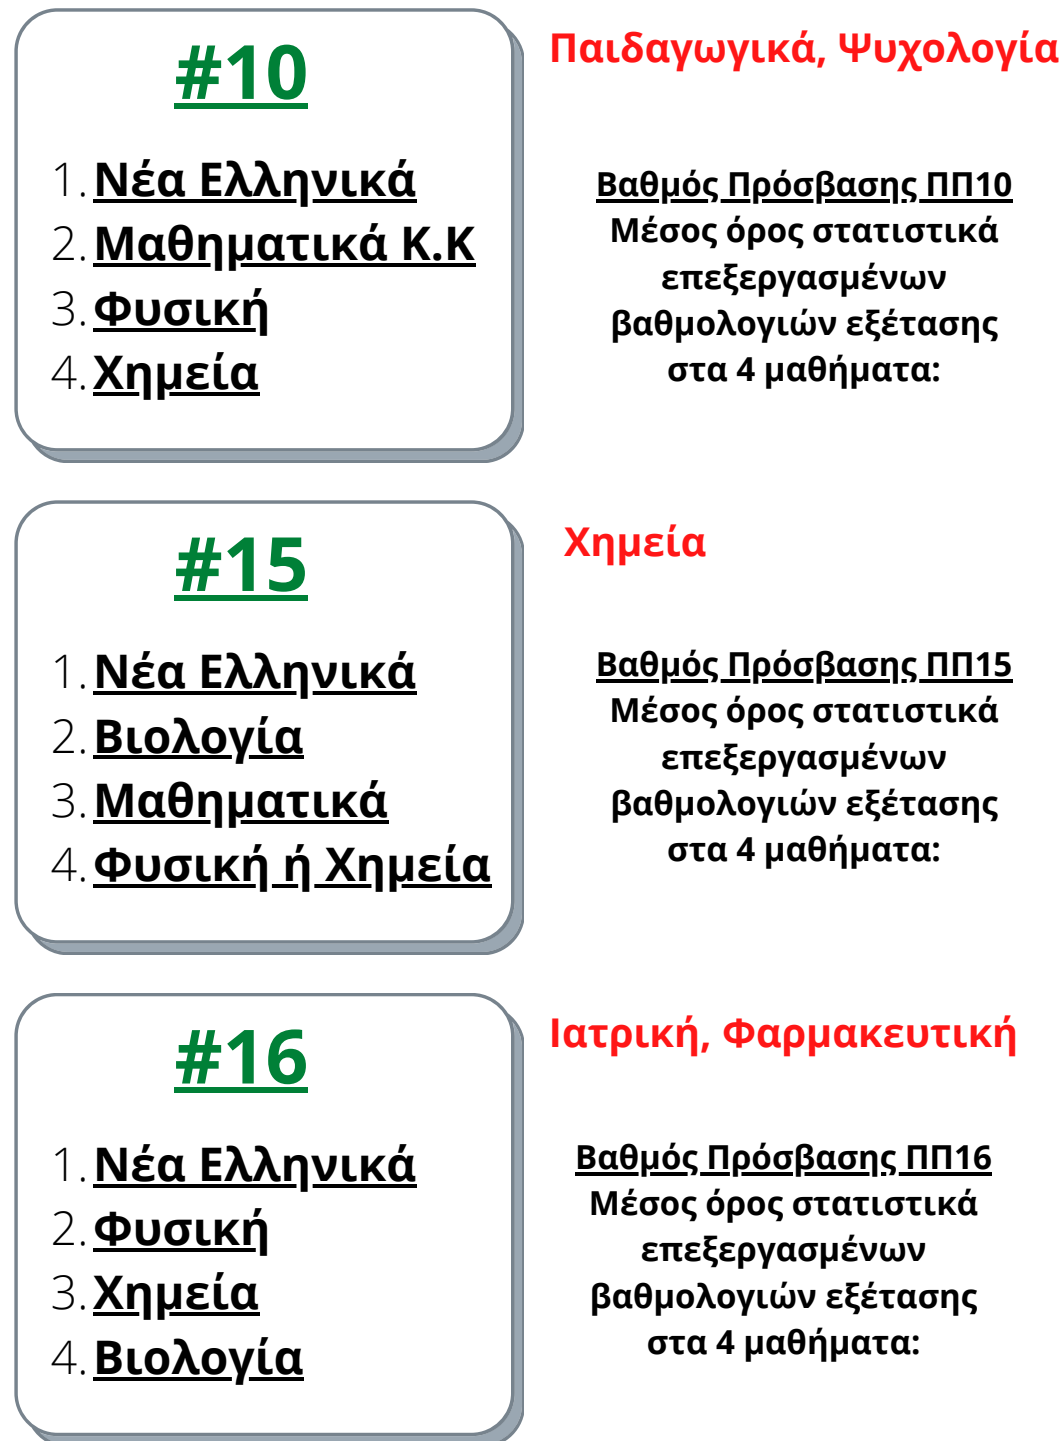 #10
Παιδαγωγικά, Ψυχολογία
1. Νέα Ελληνικά
2. Μαθηματικά Κ.Κ
3. Φυσική
4. Χημεία
Βαθμός Πρόσβασης ΠΠ10
Μέσος όρος στατιστικά
επεξεργασμένων
βαθμολογιών εξέτασης
στα 4 μαθήματα:
#15
Χημεία
1. Νέα Ελληνικά
2. Βιολογία
3. Μαθηματικά
4. Φυσική ή Χημεία
Βαθμός Πρόσβασης ΠΠ15
Μέσος όρος στατιστικά
επεξεργασμένων
βαθμολογιών εξέτασης
στα 4 μαθήματα:
#16
Ιατρική, Φαρμακευτική
1. Νέα Ελληνικά
2. Φυσική
3. Χημεία
4. Βιολογία
Βαθμός Πρόσβασης ΠΠ16
Μέσος όρος στατιστικά
επεξεργασμένων
βαθμολογιών εξέτασης
στα 4 μαθήματα: